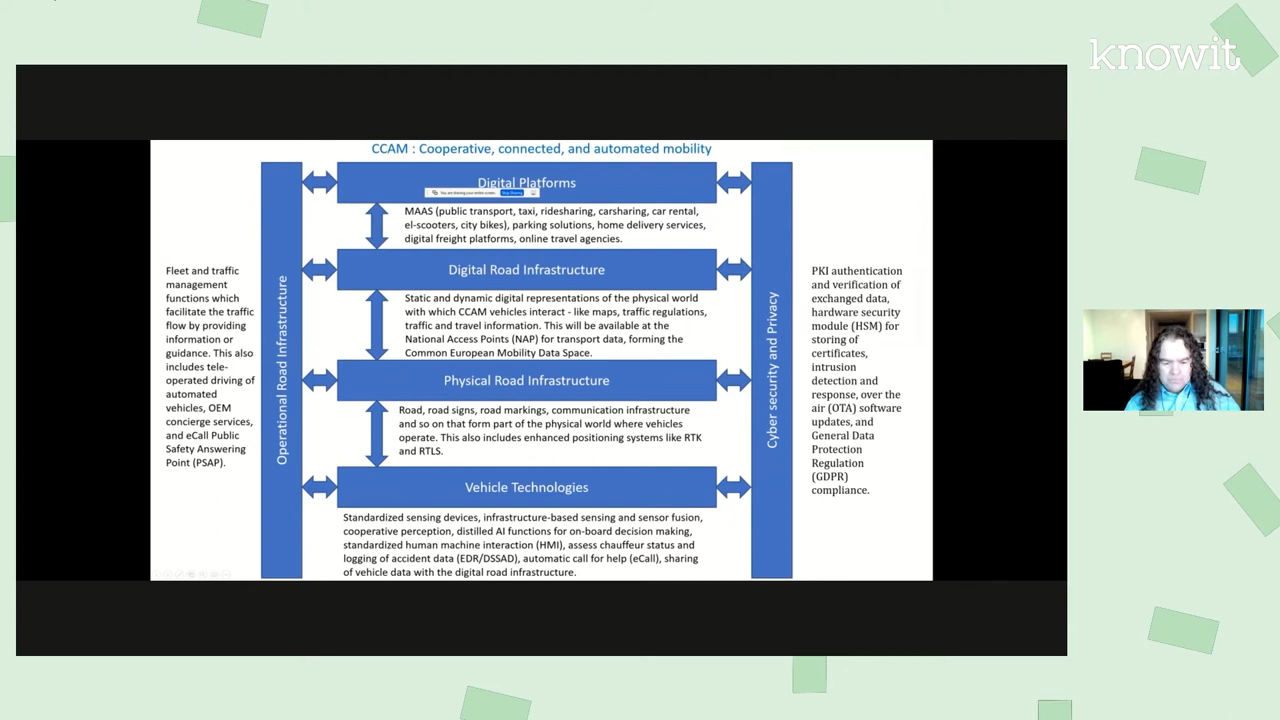 knowit
CCAM : Cooperative, connected, and automated mobility
Digital Platforms
You are sharing your entire screen.
Stop Sharing
MAAS (public transport, taxi, ridesharing, carsharing, car rental,
el-scooters, city bikes), parking solutions, home delivery services,
digital freight platforms, online travel agencies.
Digital Road Infrastructure
Static and dynamic digital representations of the physical world
with which CCAM vehicles interact - like maps, traffic regulations,
traffic and travel information. This will be available at the
National Access Points (NAP) for transport data, forming the
Common European Mobility Data Space.
Physical Road Infrastructure
Road, road signs, road markings, communication infrastructure
and so on that form part of the physical world where vehicles
operate. This also includes enhanced positioning systems like RTK
and RTLS.
Vehicle Technologies
Standardized sensing devices, infrastructure-based sensing and sensor fusion,
cooperative perception, distilled AI functions for on-board decision making,
standardized human machine interaction (HMI), assess chauffeur status and
logging of accident data (EDR/DSSAD), automatic call for help (eCall), sharing
of vehicle data with the digital road infrastructure.
Fleet and traffic
management
functions which
facilitate the traffic
flow by providing
information or
guidance. This also
includes tele-
operated driving of
automated
vehicles, OEM
concierge services,
and eCall Public
Safety Answering
Point (PSAP).
Operational Road Infrastructure
Cyber security and Privacy
PKI authentication
and verification of
exchanged data,
hardware security
module (HSM) for
storing of
certificates,
intrusion
detection and
response, over the
air (OTA) software
updates, and
General Data
Protection
Regulation
(GDPR)
compliance.